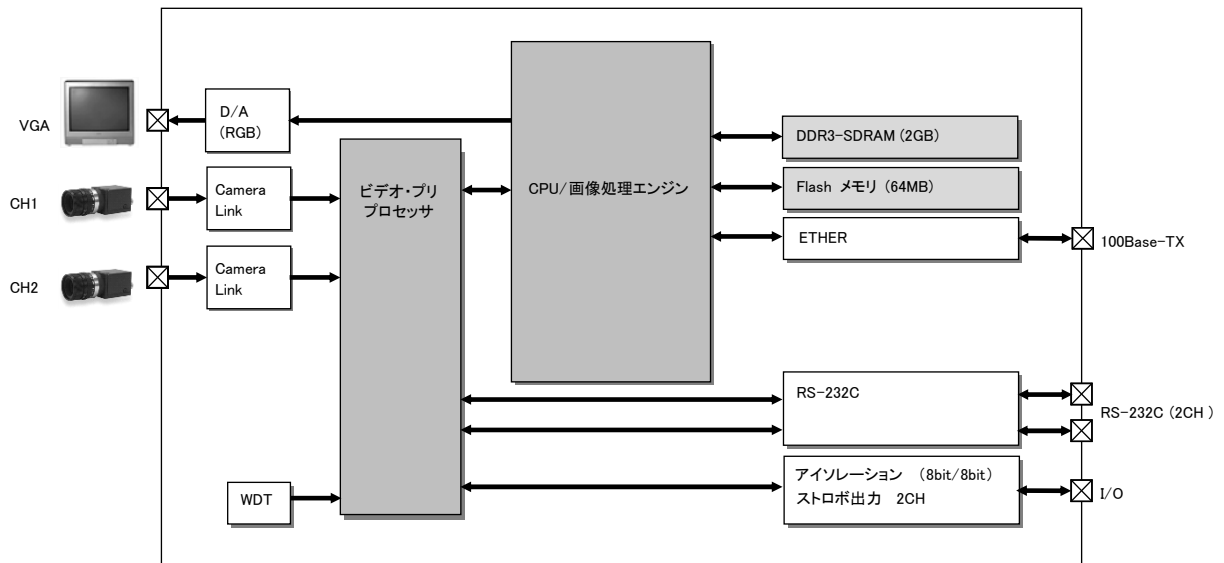 VGA
D/A
(RGB)
CH1
Camera
Link
CH2
Camera
Link
ビデオ・プリ
プロセッサ
CPU/画像処理エンジン
DDR3-SDRAM (2GB)
Flash メモリ (64MB)
ETHER
100Base-TX
RS-232C
RS-232C (2CH )
WDT
アイソレーション (8bit/8bit)
ストロボ出力 2CH
I/O